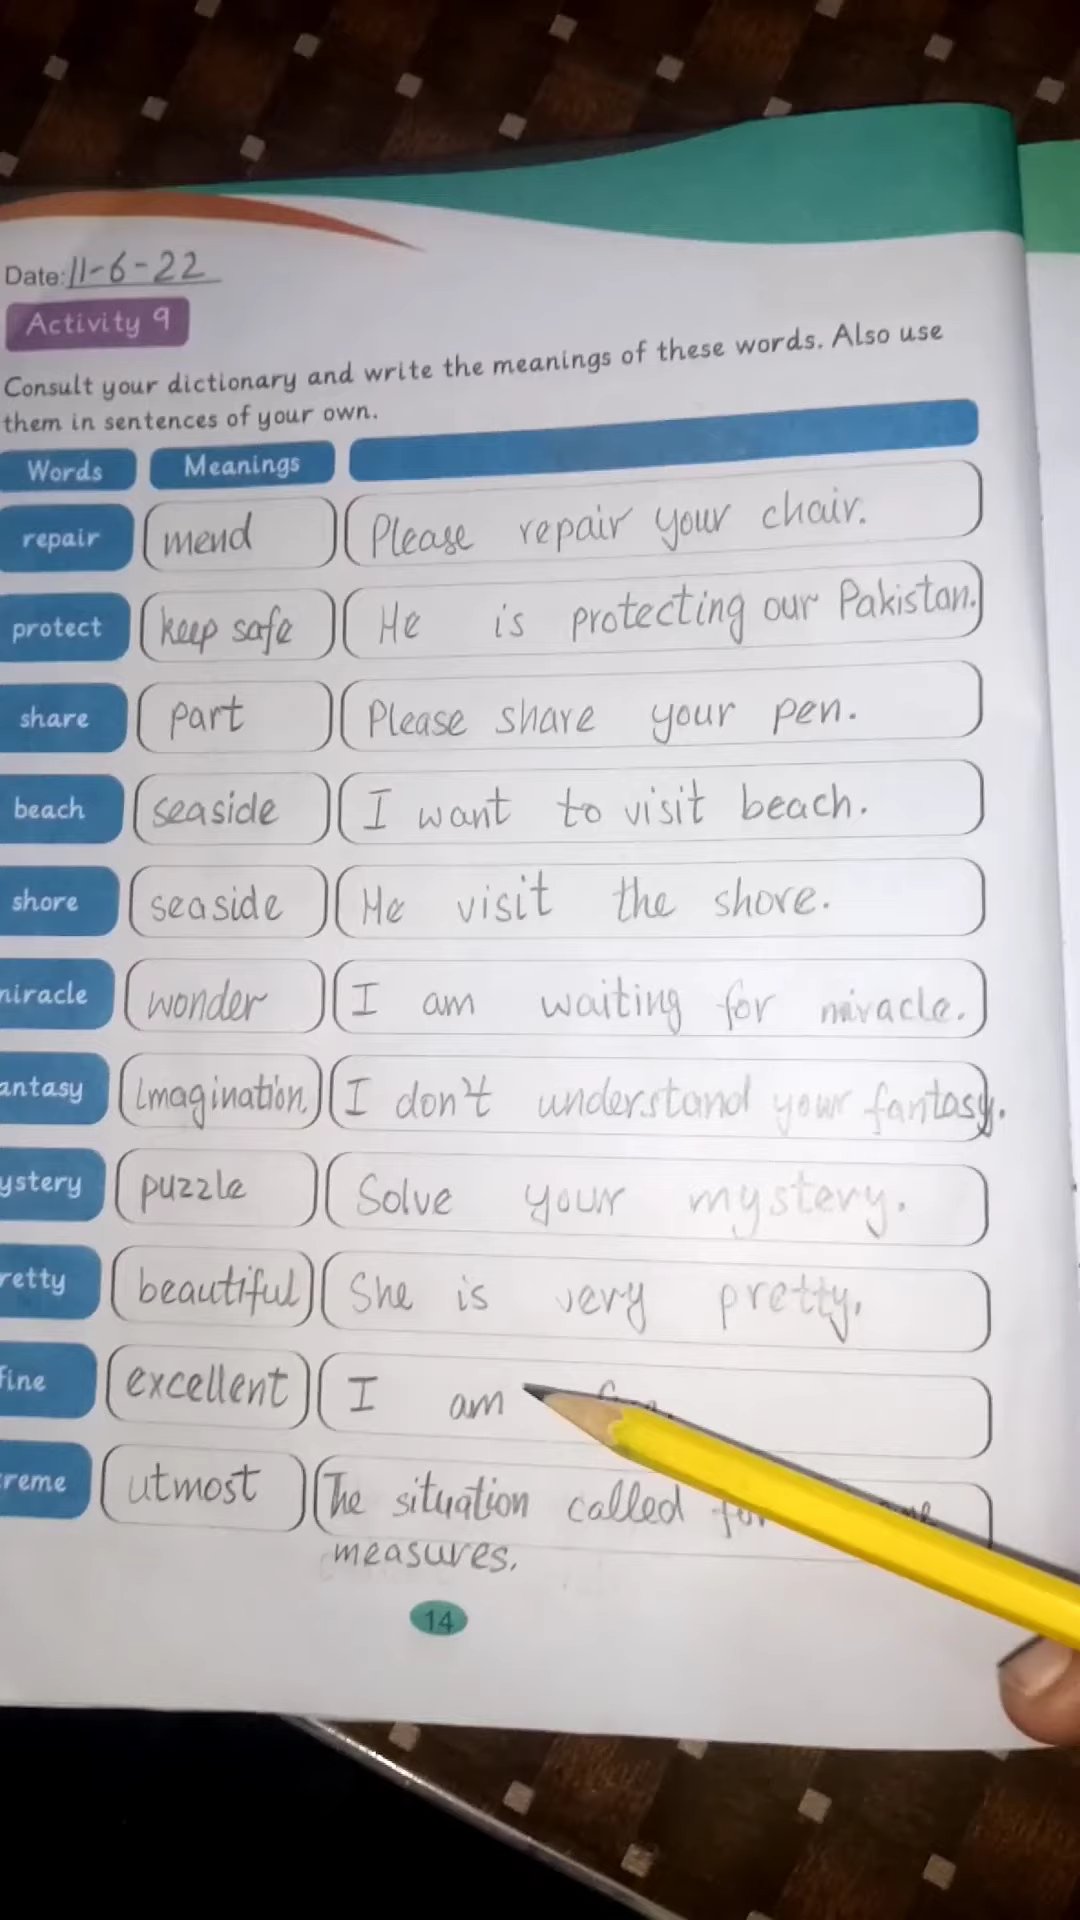 Date: 11-6-22
Activity 9
Consult your dictionary and write the meanings of these words. Also use
them in sentences of your own.
Words Meanings
repair mend Please repair your chair.
protect keep safe He is protecting our Pakistan.
share part Please share your pen.
beach seaside I want to visit beach.
shore seaside He visit the shore.
miracle wonder I am waiting for miracle.
antasy Imagination. I don't understand your fantasy.
ystery puzzle Solve your mystery.
retty beautiful She is very pretty.
fine excellent I am
reme utmost The situation called for
measures.
14